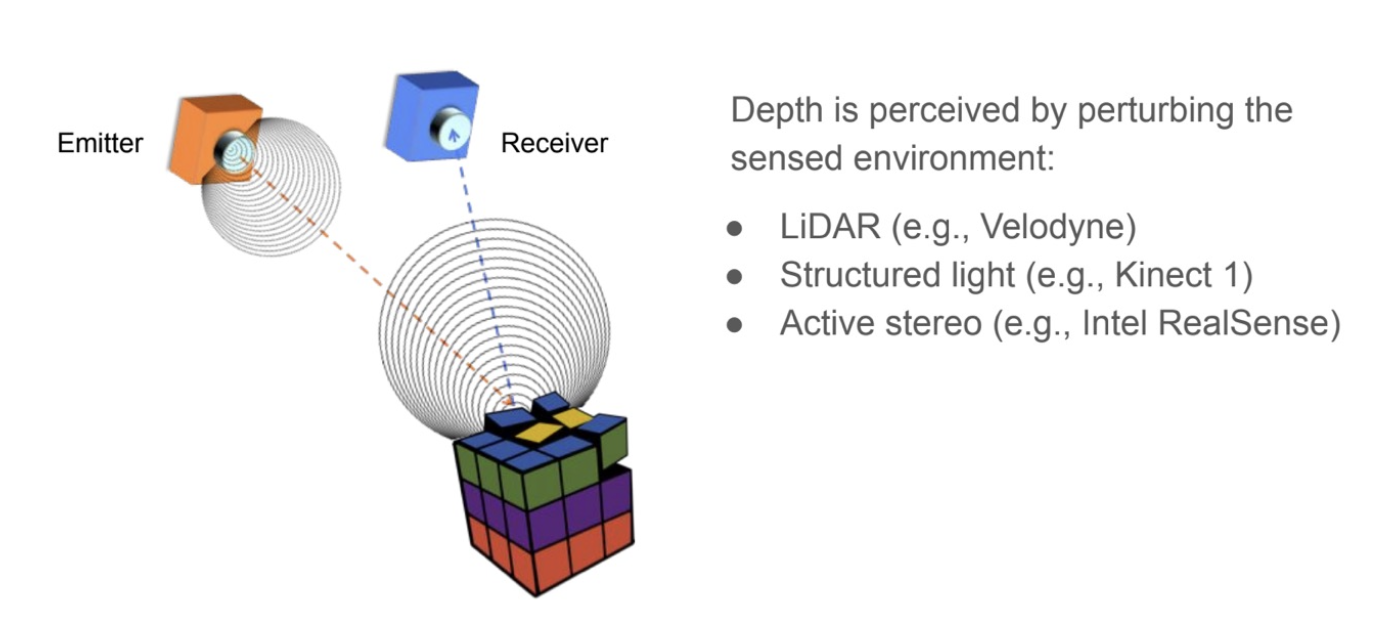 Emitter
Receiver
Depth is perceived by perturbing the
sensed environment:
● LiDAR (e.g., Velodyne)
● Structured light (e.g., Kinect 1)
● Active stereo (e.g., Intel RealSense)